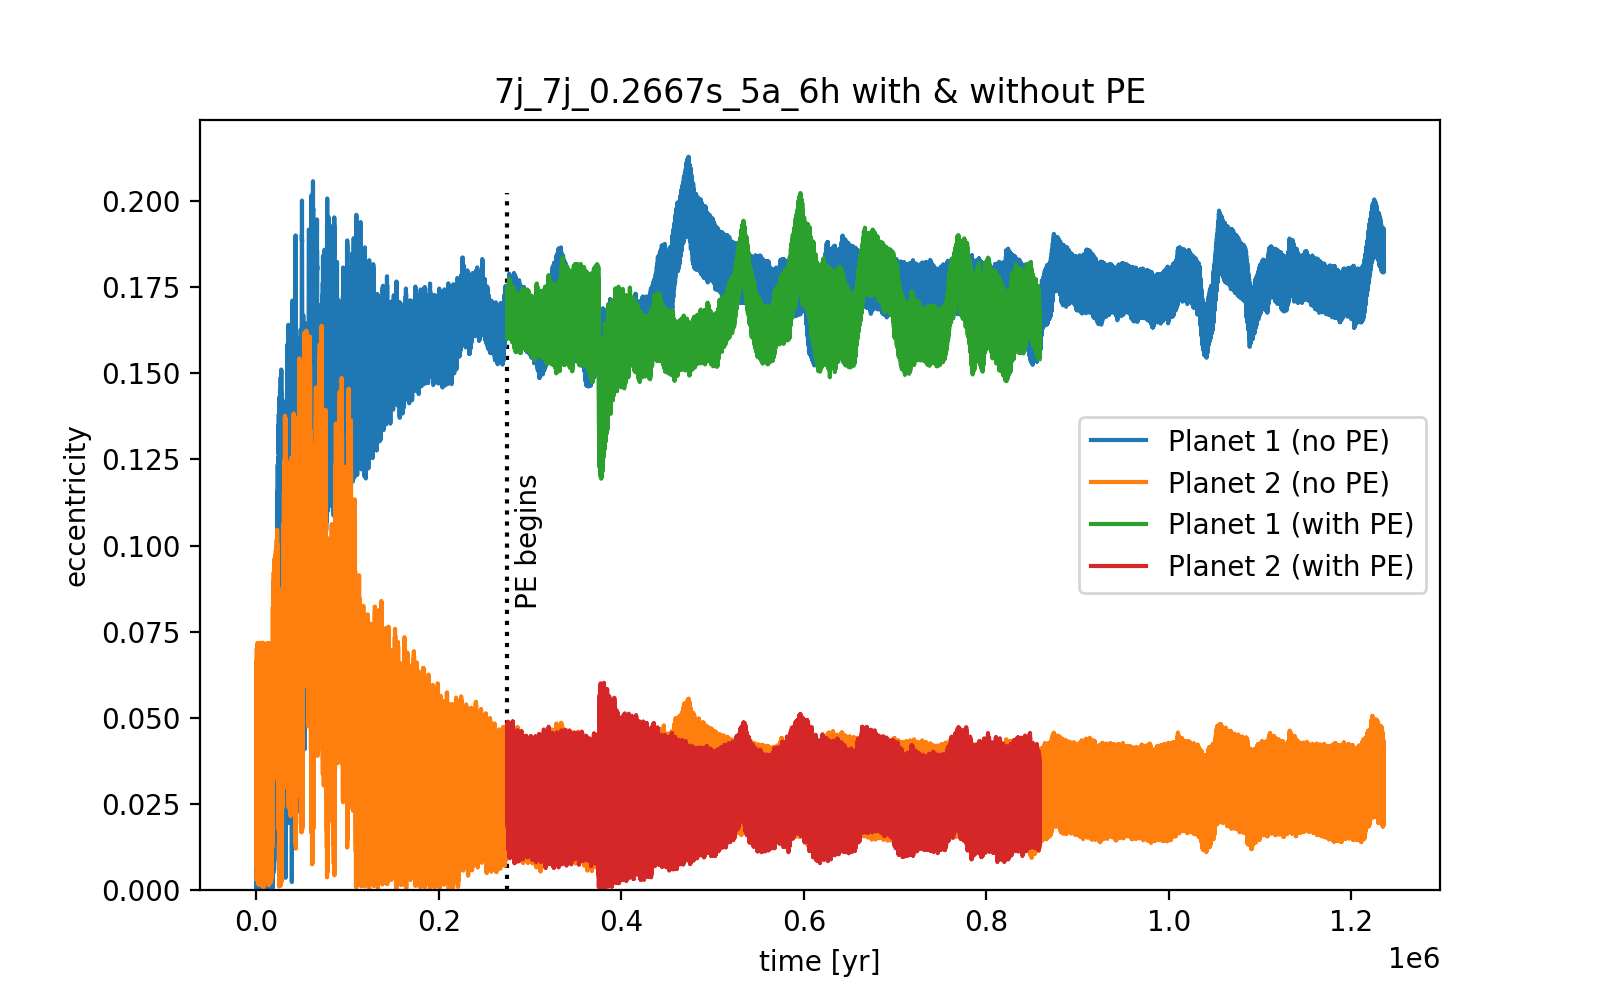 7j_7j_0.2667s_5a_6h with & without PE
0.200
0.175
0.150
0.125
0.100
0.075
0.050
0.025
0.000
eccentricity
PE begins
Planet 1 (no PE)
Planet 2 (no PE)
Planet 1 (with PE)
Planet 2 (with PE)
0.0 0.2 0.4 0.6 0.8 1.0 1.2
time [yr]
1e6